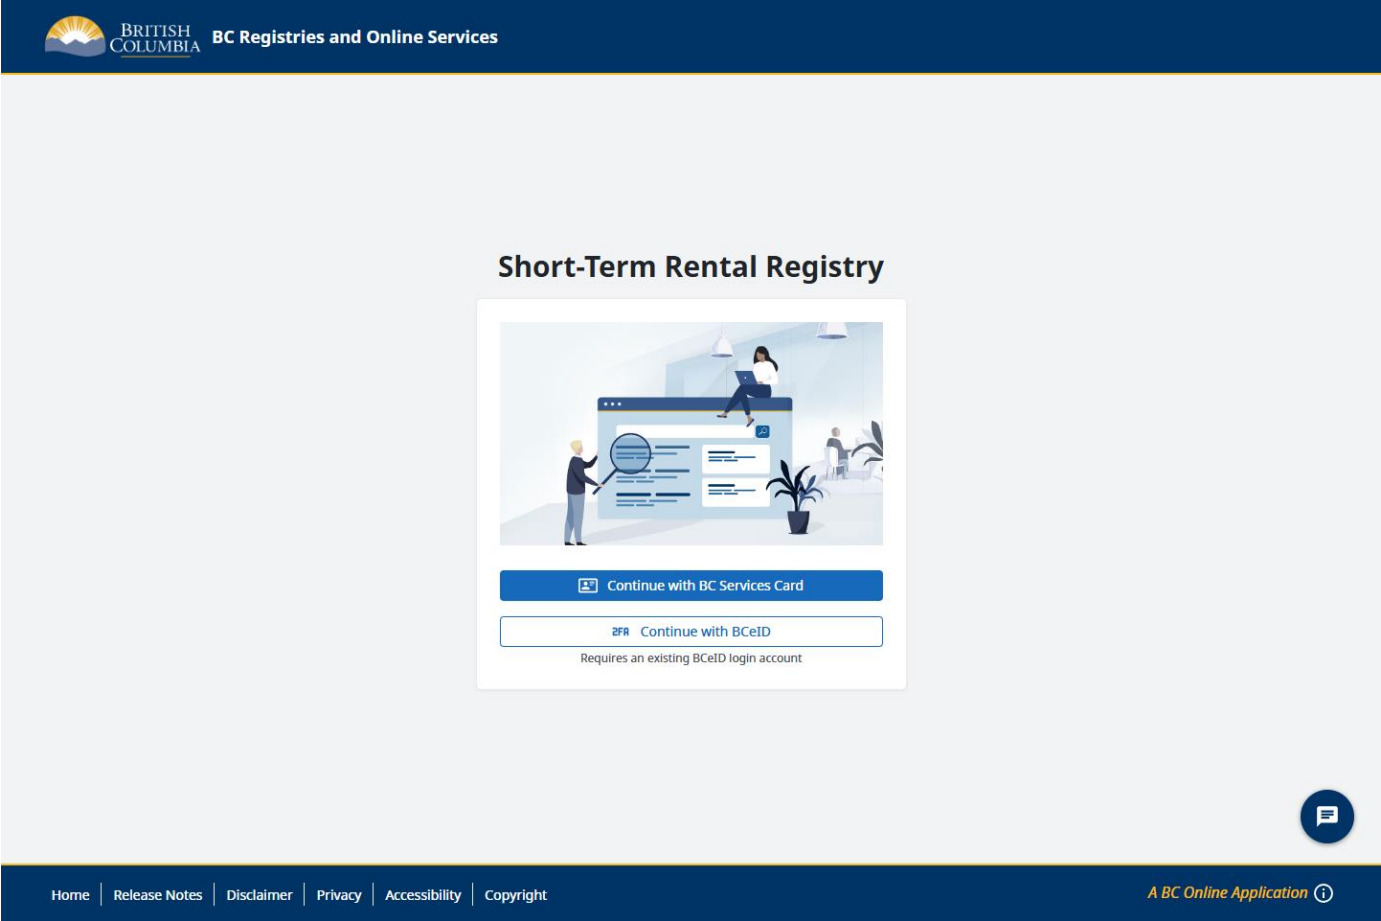 BRITISH
COLUMBIA
BC Registries and Online Services
Short-Term Rental Registry
Continue with BC Services Card
2FA Continue with BCeID
Requires an existing BCeID login account
Home Release Notes Disclaimer Privacy Accessibility Copyright
A BC Online Application